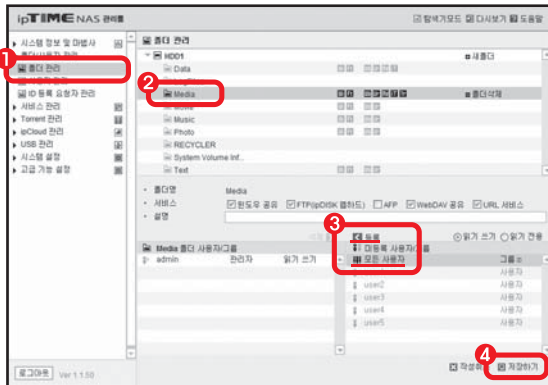 ipTIME NAS 관리툴
탐색기모드 다시보기 도움말
시스템 정보 및 마법사
폴더 관리
ID 등록 요청자 관리
서비스 관리
Torrent 관리
ipCloud 관리
USB 관리
시스템 설정
고급 기능 설정
로그아웃 Ver 1.1.50
폴더 관리
HDD1 새폴더
Data
Media 폴더삭제
Music
Photo
RECYCLER
System Volume Inf..
Text
폴더명 Media
서비스 윈도우 공유 FTP(ipDISK 웹하드) AFP WebDAV 공유 URL 서비스
설명
등록 읽기 쓰기 읽기 전용
Media 폴더 사용자/그룹
미등록 사용자/그룹
admin 관리자 읽기 쓰기
모든 사용자 그룹
사용자
user2 사용자
user3 사용자
user4 사용자
user5 사용자
저장하기
1
2
3
4